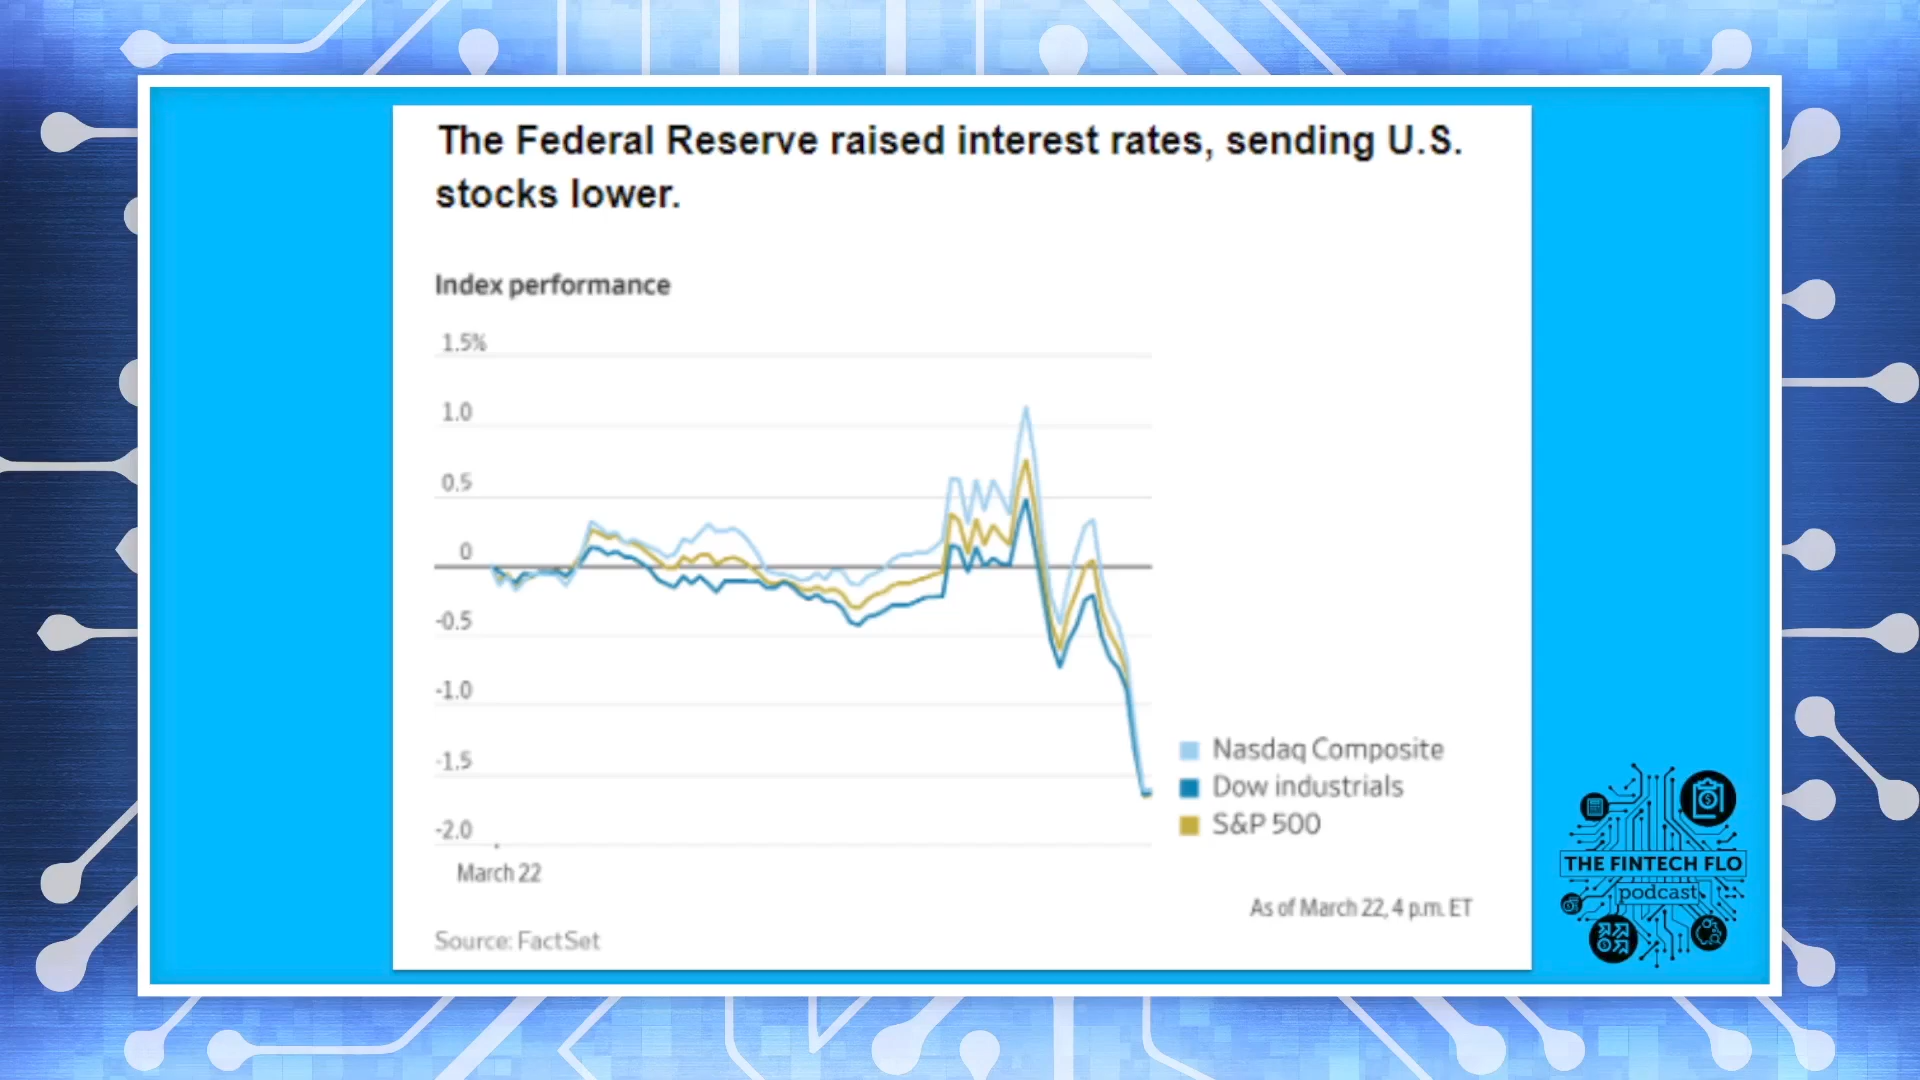 The Federal Reserve raised interest rates, sending U.S.
stocks lower.
Index performance
1.5%
1.0
0.5
0
-0.5
-1.0
-1.5
-2.0
March 22
Nasdaq Composite
Dow industrials
S&P 500
As of March 22, 4 p.m. ET
Source: FactSet
THE FINTECH FLO
podcast